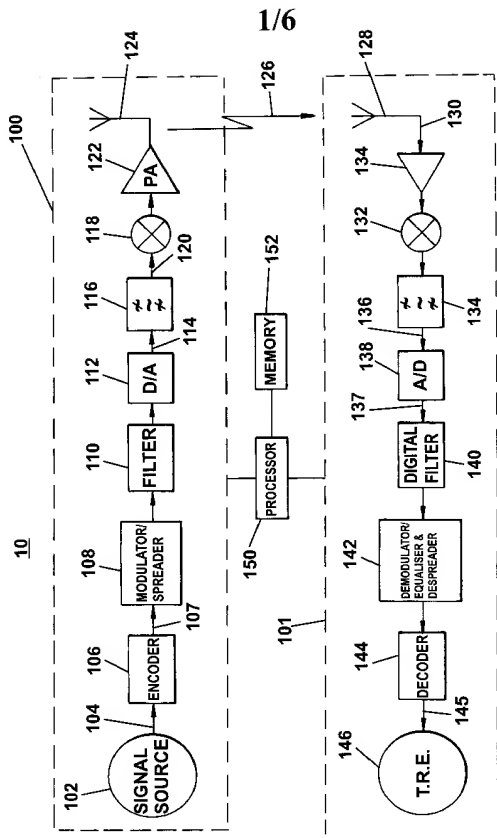 1/6
10
100
102
SIGNAL
SOURCE
104
106
ENCODER
107
108
MODULATOR/
SPREADER
110
FILTER
112
D/A
114
116
120
118
122
PA
124
126
150
PROCESSOR
152
MEMORY
101
128
130
134
132
134
136
138
A/D
137
DIGITAL
FILTER
140
142
DEMODULATOR/
EQUALISER &
DESPREADER
144
DECODER
145
146
T.R.E.